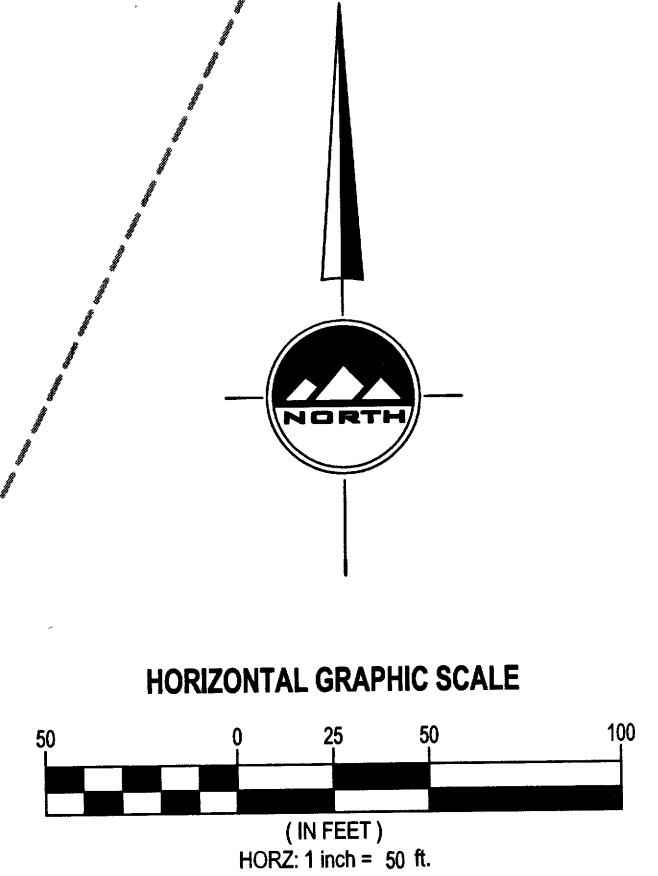 NORTH
HORIZONTAL GRAPHIC SCALE
50 0 25 50 100
( IN FEET )
HORZ: 1 inch = 50 ft.